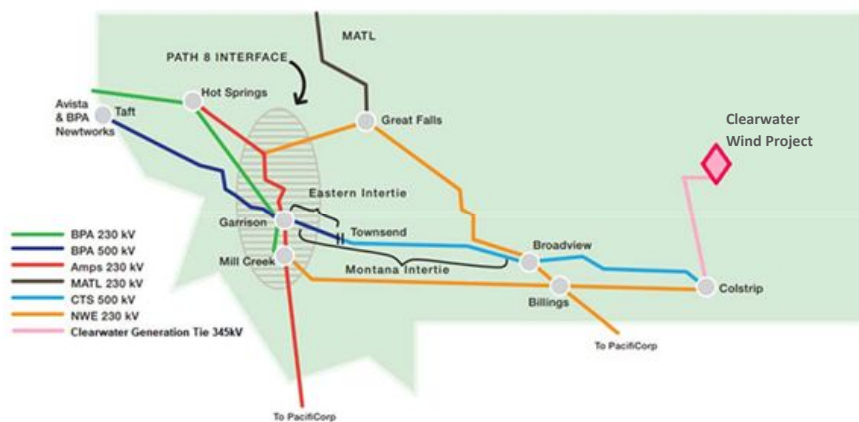 MATL
PATH 8 INTERFACE
Hot Springs
Avista
& BPA
Newtworks
Taft
Great Falls
Clearwater
Wind Project
Eastern Intertie
Garrison
Townsend
Broadview
Mill Creek
Montana Intertie
Billings
Colstrip
BPA 230 kV
BPA 500 kV
Amps 230 kV
MATL 230 kV
CTS 500 kV
NWE 230 kV
Clearwater Generation Tie 345kV
To PacifiCorp
To PacifiCorp